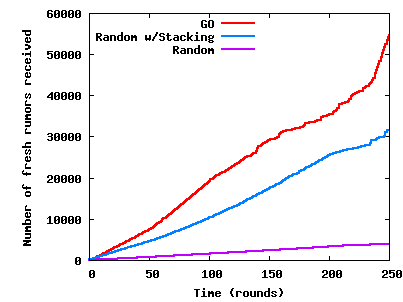 60000
50000
40000
30000
20000
10000
0
Number of fresh rumors received
GO
Random w/Stacking
Random
0 50 100 150 200 250
Time (rounds)